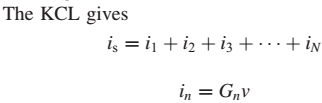 The KCL gives
i_s = i_1 + i_2 + i_3 + ⋯ + i_N
i_n = G_n v